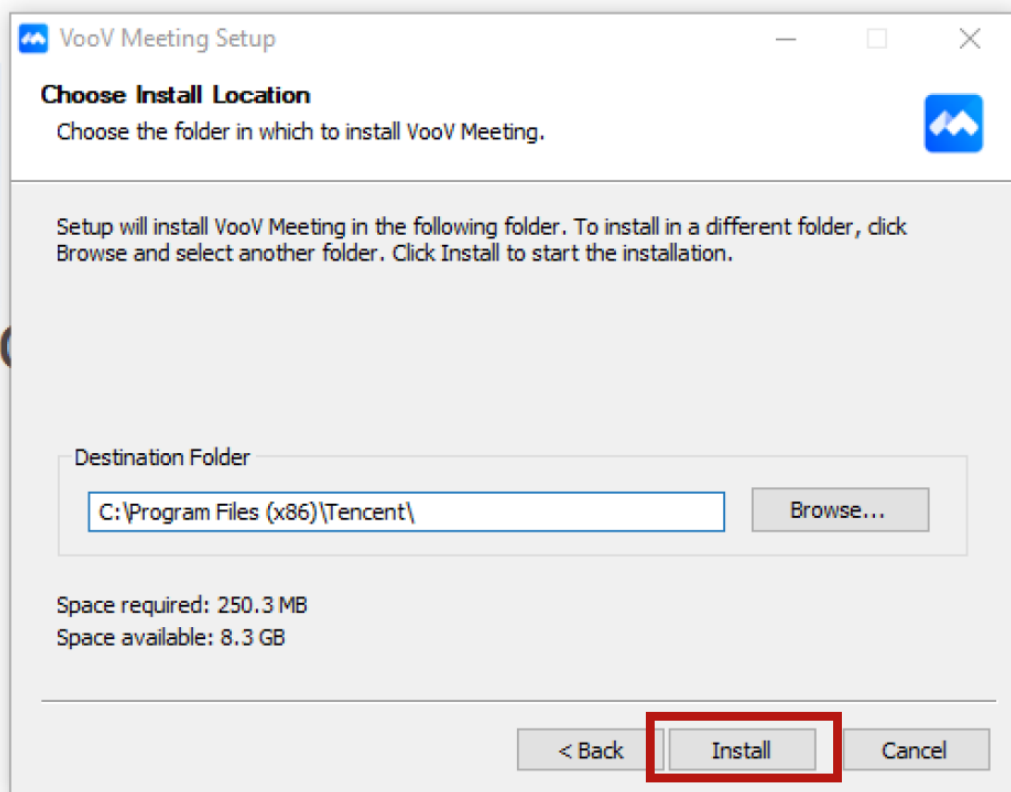 VooV Meeting Setup
Choose Install Location
Choose the folder in which to install VooV Meeting.
Setup will install VooV Meeting in the following folder. To install in a different folder, click
Browse and select another folder. Click Install to start the installation.
Destination Folder
C:\Program Files (x86)\Tencent\
Browse...
Space required: 250.3 MB
Space available: 8.3 GB
< Back
Install
Cancel